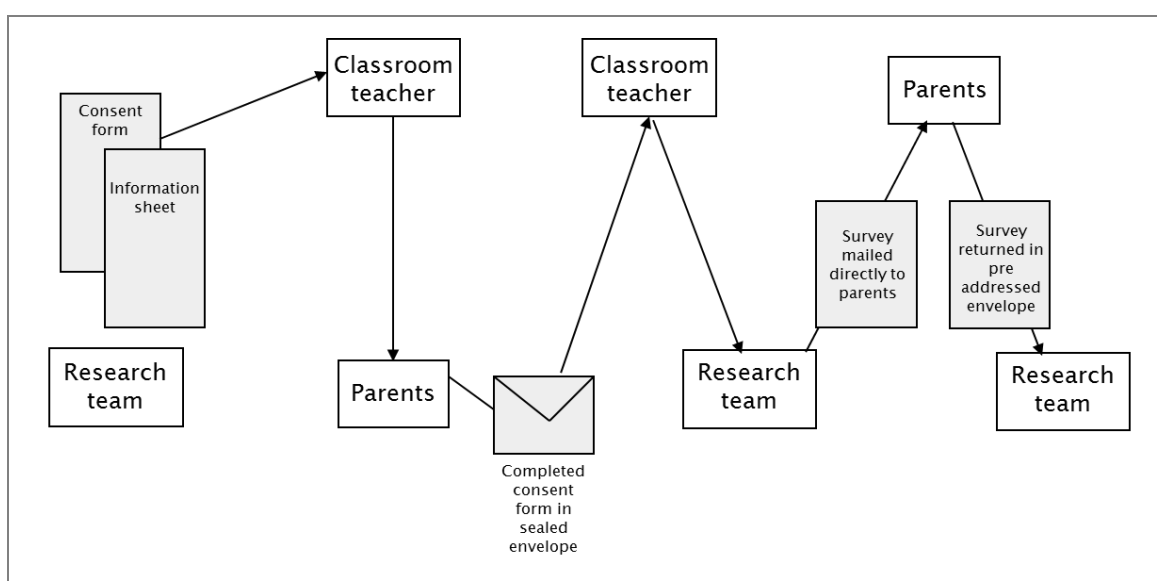 Consent
form
Information
sheet
Research
team
Classroom
teacher
Parents
Completed
consent
form in
sealed
envelope
Classroom
teacher
Research
team
Survey
mailed
directly to
parents
Parents
Survey
returned in
pre
addressed
envelope
Research
team